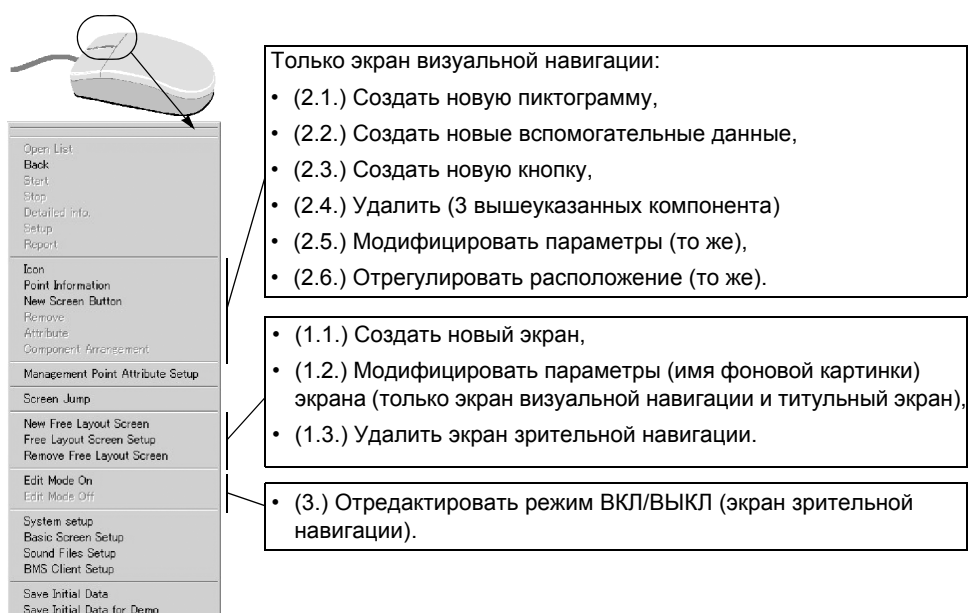 Open List
Back
Start
Stop
Detailed info.
Setup
Report
Icon
Point Information
New Screen Button
Remove
Attribute
Component Arrangement
Management Point Attribute Setup
Screen Jump
New Free Layout Screen
Free Layout Screen Setup
Remove Free Layout Screen
Edit Mode On
Edit Mode Off
System setup
Basic Screen Setup
Sound Files Setup
BMS Client Setup
Save Initial Data
Save Initial Data for Demo
Только экран визуальной навигации:
• (2.1.) Создать новую пиктограмму,
• (2.2.) Создать новые вспомогательные данные,
• (2.3.) Создать новую кнопку,
• (2.4.) Удалить (3 вышеуказанных компонента)
• (2.5.) Модифицировать параметры (то же),
• (2.6.) Отрегулировать расположение (то же).
• (1.1.) Создать новый экран,
• (1.2.) Модифицировать параметры (имя фоновой картинки)
экрана (только экран визуальной навигации и титульный экран),
• (1.3.) Удалить экран зрительной навигации.
• (3.) Отредактировать режим ВКЛ/ВЫКЛ (экран зрительной
навигации).